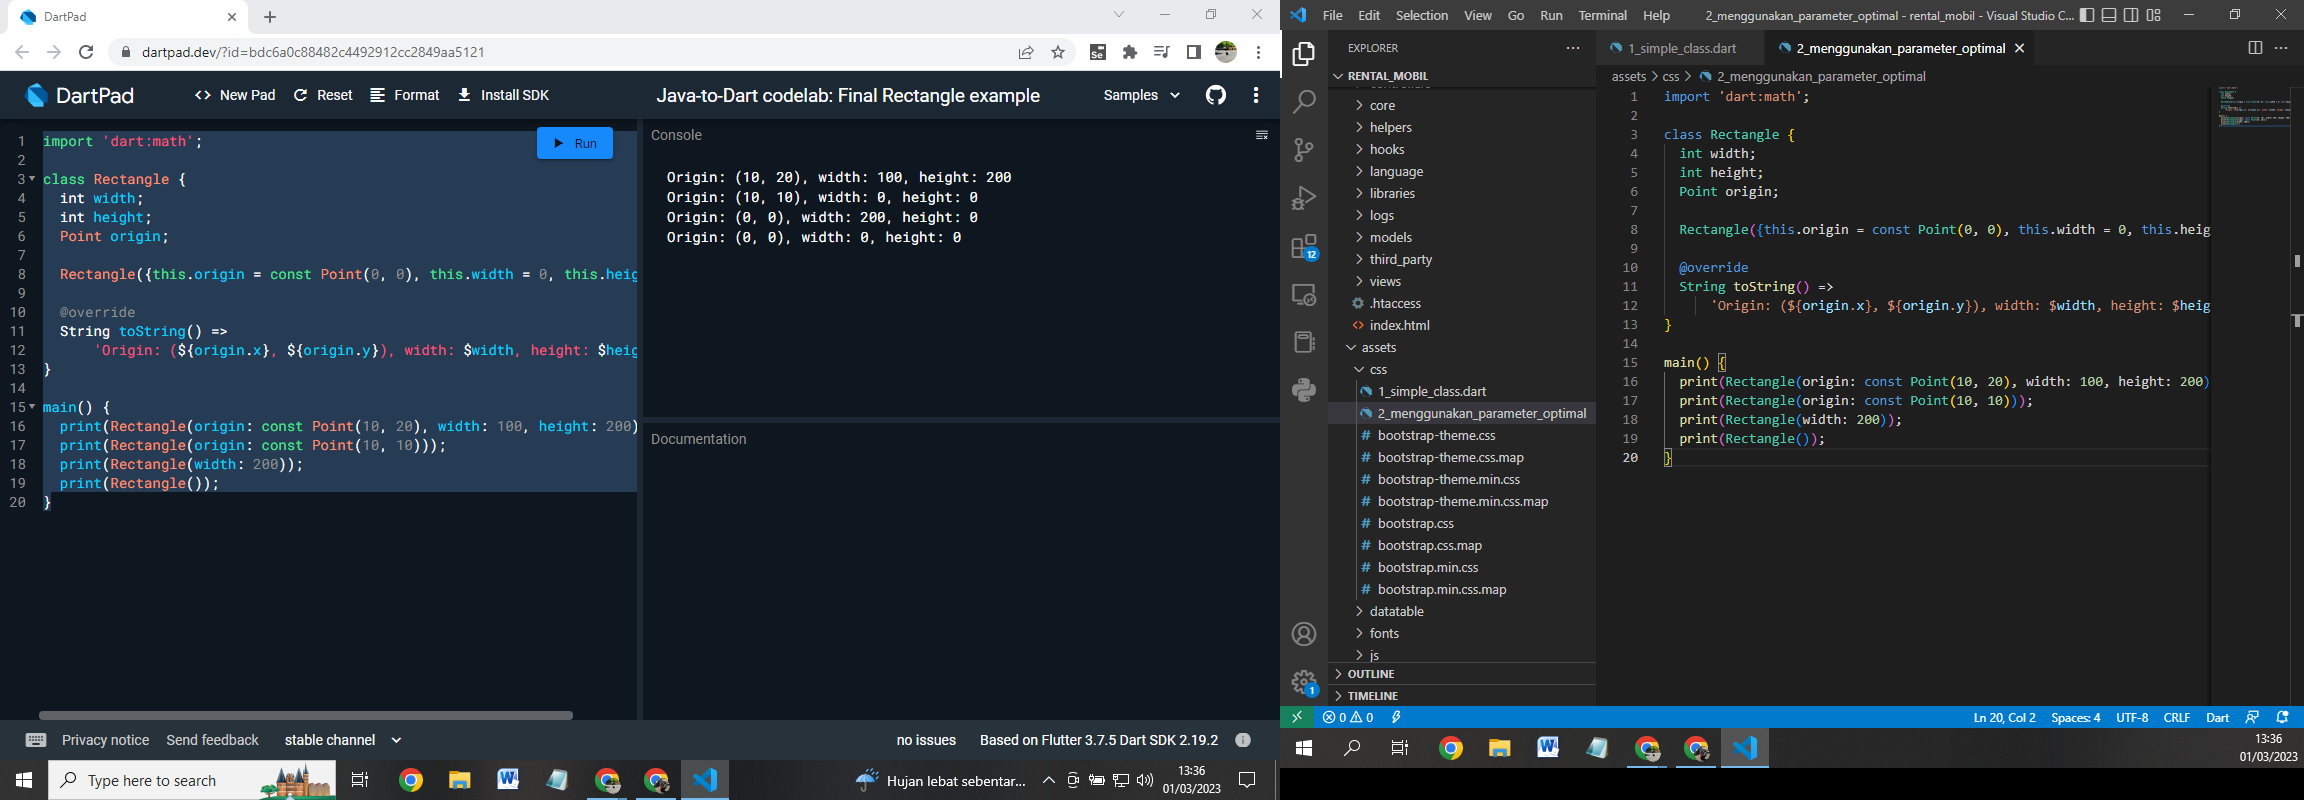 DartPad
dartpad.dev/?id=bdc6a0c88482c4492912cc2849aa5121
Se
DartPad
<> New Pad
Reset
Format
Install SDK
Java-to-Dart codelab: Final Rectangle example
Samples
Run
1 import 'dart:math';
2
3 class Rectangle {
4 int width;
5 int height;
6 Point origin;
7
8 Rectangle({this.origin = const Point(0, 0), this.width = 0, this.heig
9
10 @override
11 String toString() =>
12 'Origin: (${origin.x}, ${origin.y}), width: $width, height: $heig
13 }
14
15 main() {
16 print(Rectangle(origin: const Point(10, 20), width: 100, height: 200)
17 print(Rectangle(origin: const Point(10, 10)));
18 print(Rectangle(width: 200));
19 print(Rectangle());
20 }
Console
Origin: (10, 20), width: 100, height: 200
Origin: (10, 10), width: 0, height: 0
Origin: (0, 0), width: 200, height: 0
Origin: (0, 0), width: 0, height: 0
Documentation
Privacy notice
Send feedback
stable channel
no issues
Based on Flutter 3.7.5 Dart SDK 2.19.2
Type here to search
Hujan lebat sebentar...
13:36
01/03/2023
File Edit Selection View Go Run Terminal Help
2_menggunakan_parameter_optimal - rental_mobil - Visual Studio C...
EXPLORER
RENTAL_MOBIL
core
helpers
hooks
language
libraries
logs
models
third_party
views
.htaccess
<> index.html
assets
css
1_simple_class.dart
2_menggunakan_parameter_optimal
# bootstrap-theme.css
# bootstrap-theme.css.map
# bootstrap-theme.min.css
# bootstrap-theme.min.css.map
# bootstrap.css
# bootstrap.css.map
# bootstrap.min.css
# bootstrap.min.css.map
datatable
fonts
js
OUTLINE
TIMELINE
12
1
1_simple_class.dart
2_menggunakan_parameter_optimal
assets > css > 2_menggunakan_parameter_optimal
1 import 'dart:math';
2
3 class Rectangle {
4 int width;
5 int height;
6 Point origin;
7
8 Rectangle({this.origin = const Point(0, 0), this.width = 0, this.heig
9
10 @override
11 String toString() =>
12 'Origin: (${origin.x}, ${origin.y}), width: $width, height: $heig
13 }
14
15 main() {
16 print(Rectangle(origin: const Point(10, 20), width: 100, height: 200)
17 print(Rectangle(origin: const Point(10, 10)));
18 print(Rectangle(width: 200));
19 print(Rectangle());
20 }
0 0
Ln 20, Col 2
Spaces: 4
UTF-8
CRLF
Dart
13:36
01/03/2023